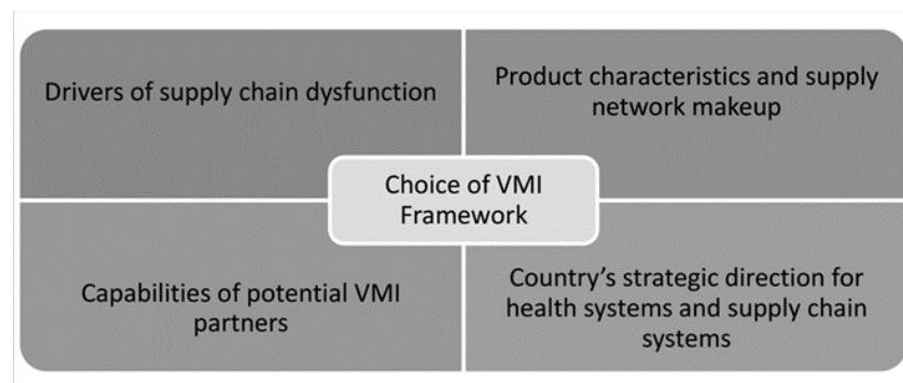 Drivers of supply chain dysfunction
Product characteristics and supply
network makeup
Choice of VMI
Framework
Capabilities of potential VMI
partners
Country’s strategic direction for
health systems and supply chain
systems